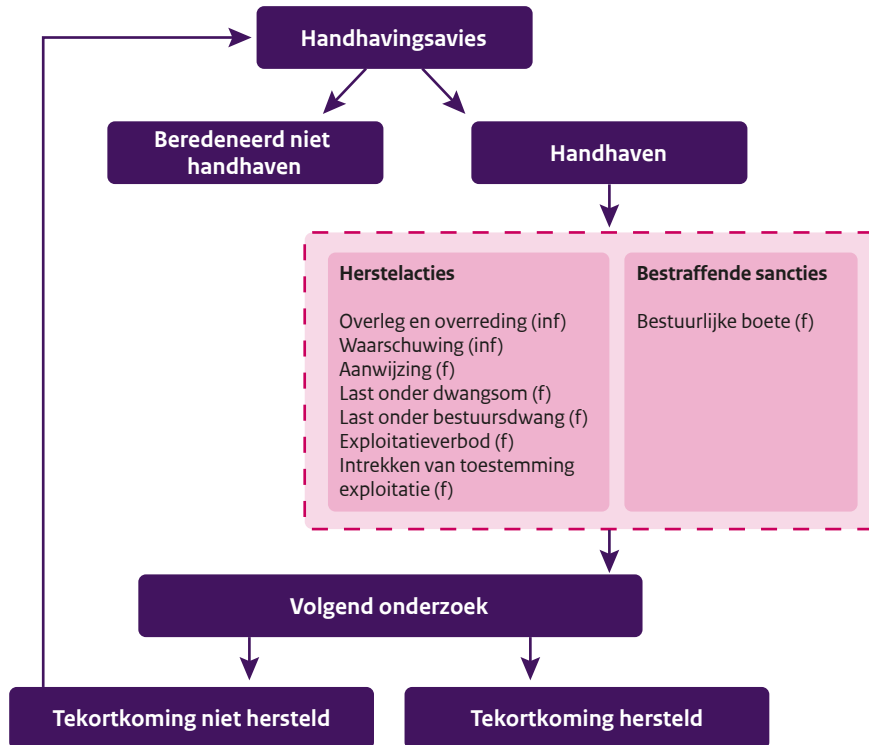 Handhavingsavies
Beredeneerd niet
handhaven
Handhaven
Herstelacties
Overleg en overreding (inf)
Waarschuwing (inf)
Aanwijzing (f)
Last onder dwangsom (f)
Last onder bestuursdwang (f)
Exploitatieverbod (f)
Intrekken van toestemming
exploitatie (f)
Bestraffende sancties
Bestuurlijke boete (f)
Volgend onderzoek
Tekortkoming niet hersteld
Tekortkoming hersteld